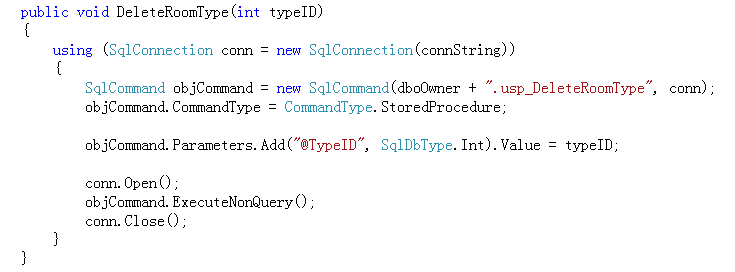 public void DeleteRoomType(int typeID)
{
    using (SqlConnection conn = new SqlConnection(connString))
    {
        SqlCommand objCommand = new SqlCommand(dboOwner + ".usp_DeleteRoomType", conn);
        objCommand.CommandType = CommandType.StoredProcedure;

        objCommand.Parameters.Add("@TypeID", SqlDbType.Int).Value = typeID;

        conn.Open();
        objCommand.ExecuteNonQuery();
        conn.Close();
    }
}